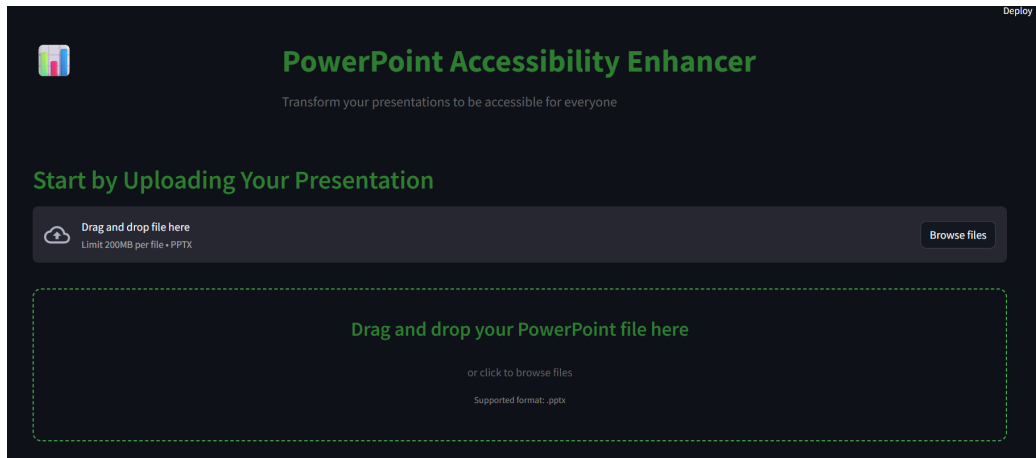 Deploy
PowerPoint Accessibility Enhancer
Transform your presentations to be accessible for everyone
Start by Uploading Your Presentation
Drag and drop file here
Limit 200MB per file • PPTX
Browse files
Drag and drop your PowerPoint file here
or click to browse files
Supported format: .pptx